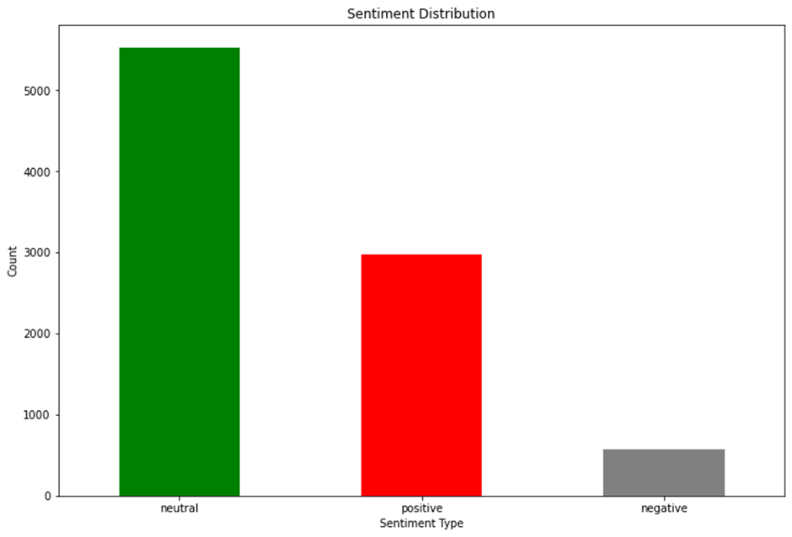 Sentiment Distribution
5000
4000
3000
2000
1000
0
Count
neutral positive negative
Sentiment Type